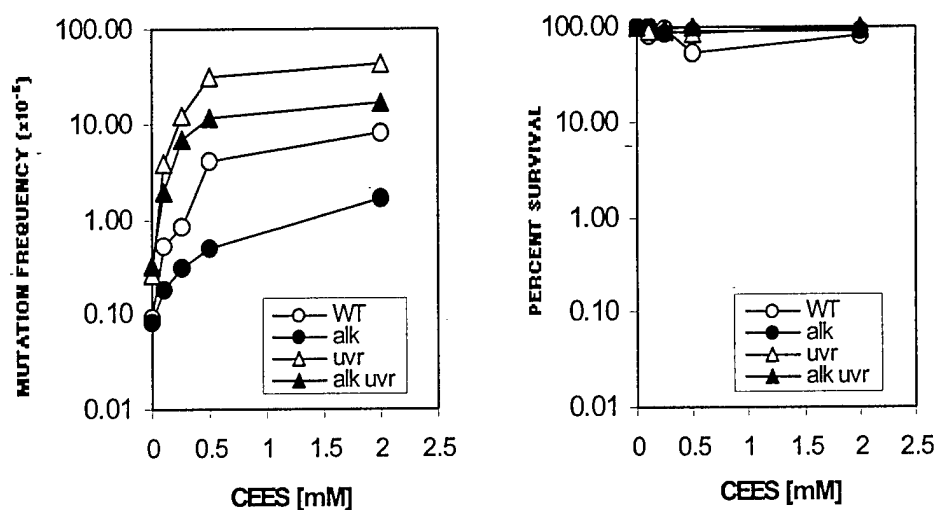 MUTATION FREQUENCY (x10⁻⁵)
100.00
10.00
1.00
0.10
0.01
0 0.5 1 1.5 2 2.5
CEES [mM]
WT
alk
uvr
alk uvr
PERCENT SURVIVAL
100.00
10.00
1.00
0.10
0.01
0 0.5 1 1.5 2 2.5
CEES [mM]
WT
alk
uvr
alk uvr